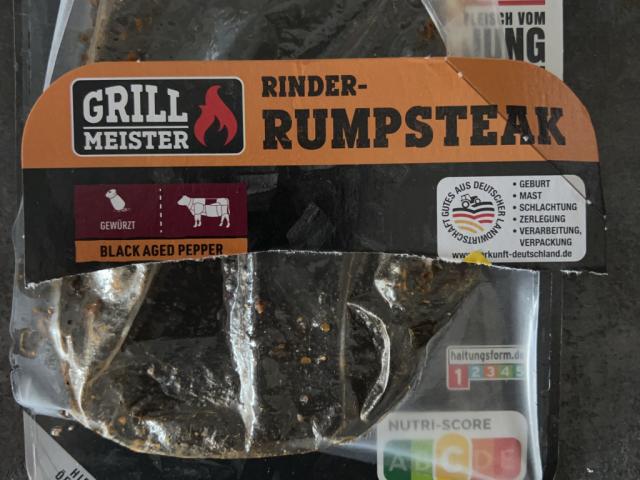 FLEISCH VOM
JUNG
GRILL
MEISTER
RINDER-
RUMPSTEAK
GEWÜRZT
BLACK AGED PEPPER
GUTES AUS DEUTSCHER LANDWIRTSCHAFT
• GEBURT
• MAST
• SCHLACHTUNG
• ZERLEGUNG
• VERARBEITUNG,
VERPACKUNG
kunft-deutschland.de
haltungsform.de
1 2 3 4 5
NUTRI-SCORE
A B C D E